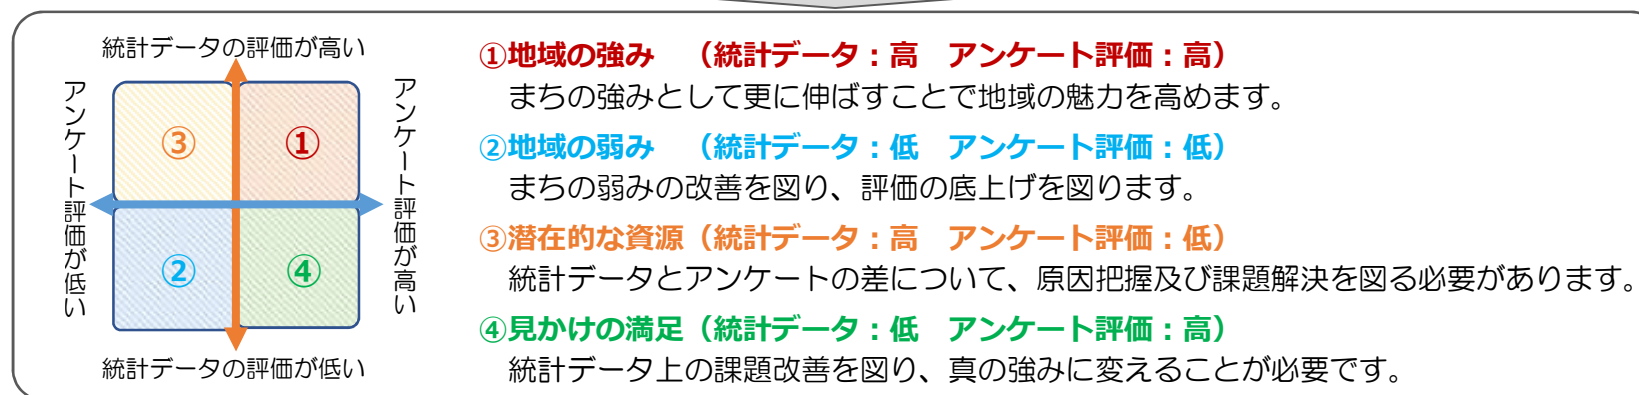 統計データの評価が高い
アンケート評価が低い
③
①
②
④
アンケート評価が高い
統計データの評価が低い
①地域の強み （統計データ：高 アンケート評価：高）
まちの強みとして更に伸ばすことで地域の魅力を高めます。
②地域の弱み （統計データ：低 アンケート評価：低）
まちの弱みの改善を図り、評価の底上げを図ります。
③潜在的な資源（統計データ：高 アンケート評価：低）
統計データとアンケートの差について、原因把握及び課題解決を図る必要があります。
④見かけの満足（統計データ：低 アンケート評価：高）
統計データ上の課題改善を図り、真の強みに変えることが必要です。